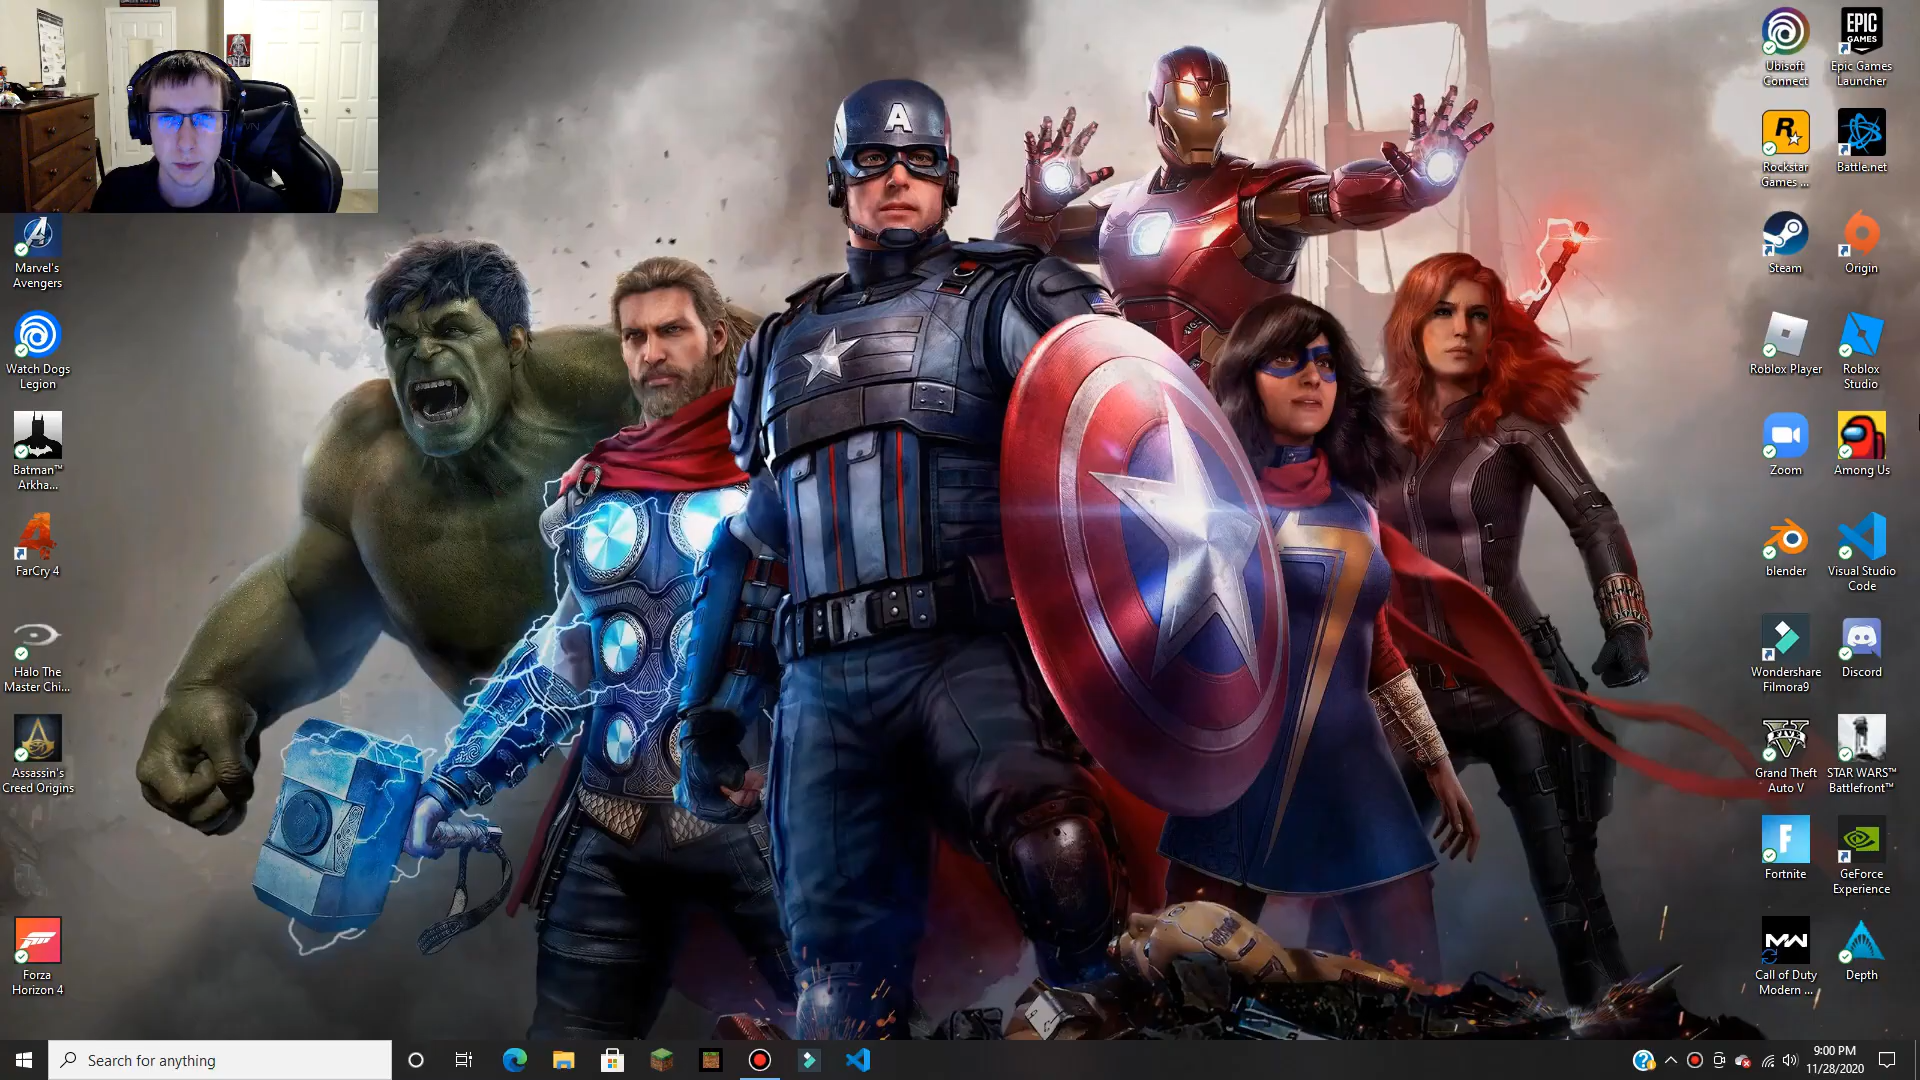 Marvel's
Avengers
Watch Dogs
Legion
Batman™
Arkha...
FarCry 4
Halo The
Master Chi...
Assassin's
Creed Origins
Forza
Horizon 4
A
Ubisoft
Connect
EPIC
GAMES
Epic Games
Launcher
R
Rockstar
Games ...
Battle.net
Steam
Origin
Roblox Player
Roblox
Studio
Zoom
Among Us
blender
Visual Studio
Code
Wondershare
Filmora9
Discord
V
FIVE
Grand Theft
Auto V
STAR WARS™
Battlefront™
F
Fortnite
GeForce
Experience
MW
Call of Duty
Modern ...
Depth
Search for anything
9:00 PM
11/28/2020